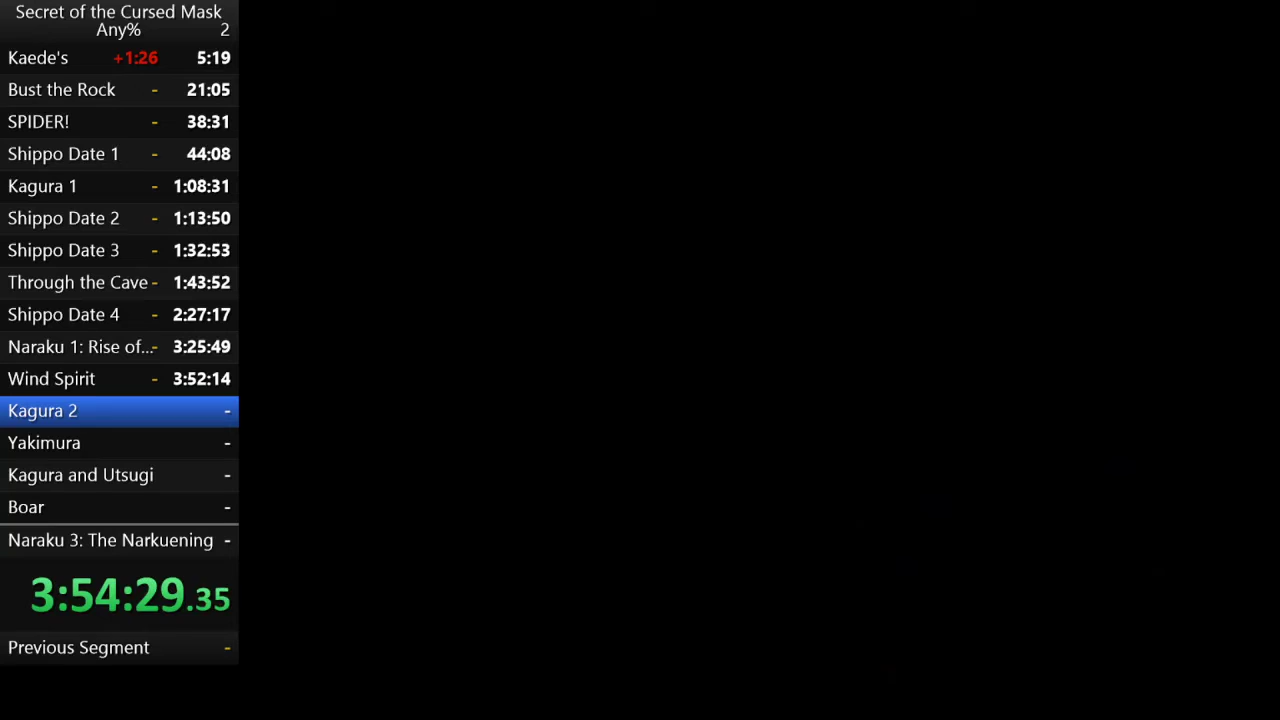 Secret of the Cursed Mask
Any% 2
Kaede's +1:26 5:19
Bust the Rock - 21:05
SPIDER! - 38:31
Shippo Date 1 - 44:08
Kagura 1 - 1:08:31
Shippo Date 2 - 1:13:50
Shippo Date 3 - 1:32:53
Through the Cave - 1:43:52
Shippo Date 4 - 2:27:17
Naraku 1: Rise of... - 3:25:49
Wind Spirit - 3:52:14
Kagura 2 -
Yakimura -
Kagura and Utsugi -
Boar -
Naraku 3: The Narkuening -
3:54:29.35
Previous Segment -